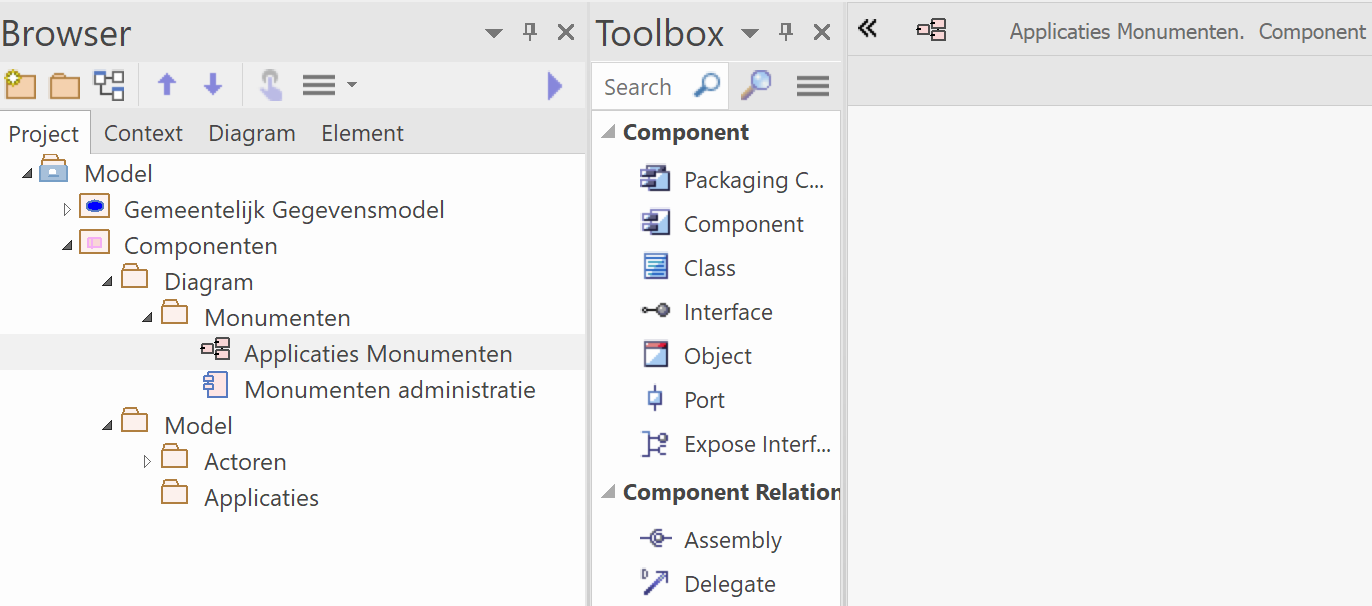 Browser
Project Context Diagram Element
Model
Gemeentelijk Gegevensmodel
Componenten
Diagram
Monumenten
Applicaties Monumenten
Monumenten administratie
Model
Actoren
Applicaties
Toolbox
Search
Component
Packaging C...
Component
Class
Interface
Object
Port
Expose Interf...
Component Relation
Assembly
Delegate
Applicaties Monumenten. Component